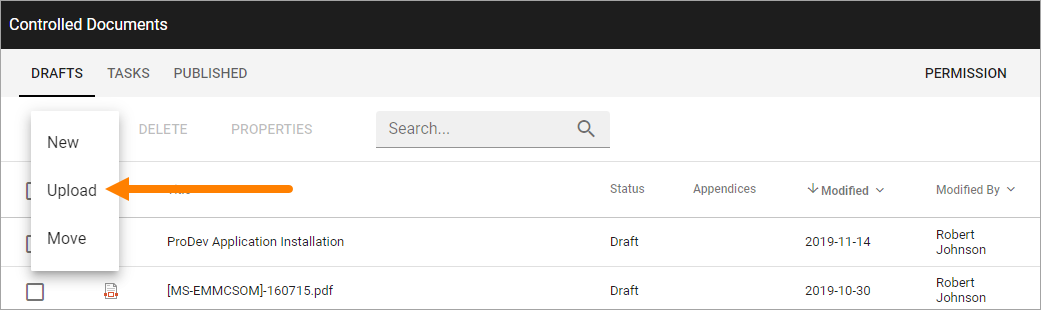 Controlled Documents
DRAFTS TASKS PUBLISHED PERMISSION
New
DELETE PROPERTIES Search...
Upload
Status Appendices Modified Modified By
Move
ProDev Application Installation Draft 2019-11-14 Robert
Johnson
[MS-EMMCSOM]-160715.pdf Draft 2019-10-30 Robert
Johnson